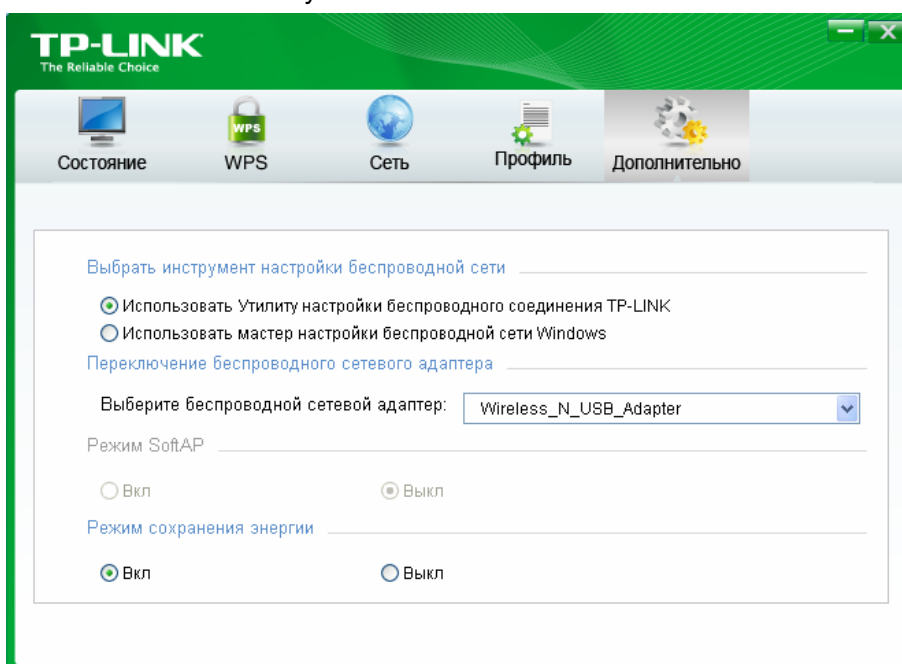 TP-LINK
The Reliable Choice
WPS
Состояние WPS Сеть Профиль Дополнительно
Выбрать инструмент настройки беспроводной сети
Использовать Утилиту настройки беспроводного соединения TP-LINK
Использовать мастер настройки беспроводной сети Windows
Переключение беспроводного сетевого адаптера
Выберите беспроводной сетевой адаптер: Wireless_N_USB_Adapter
Режим SoftAP
Вкл Выкл
Режим сохранения энергии
Вкл Выкл